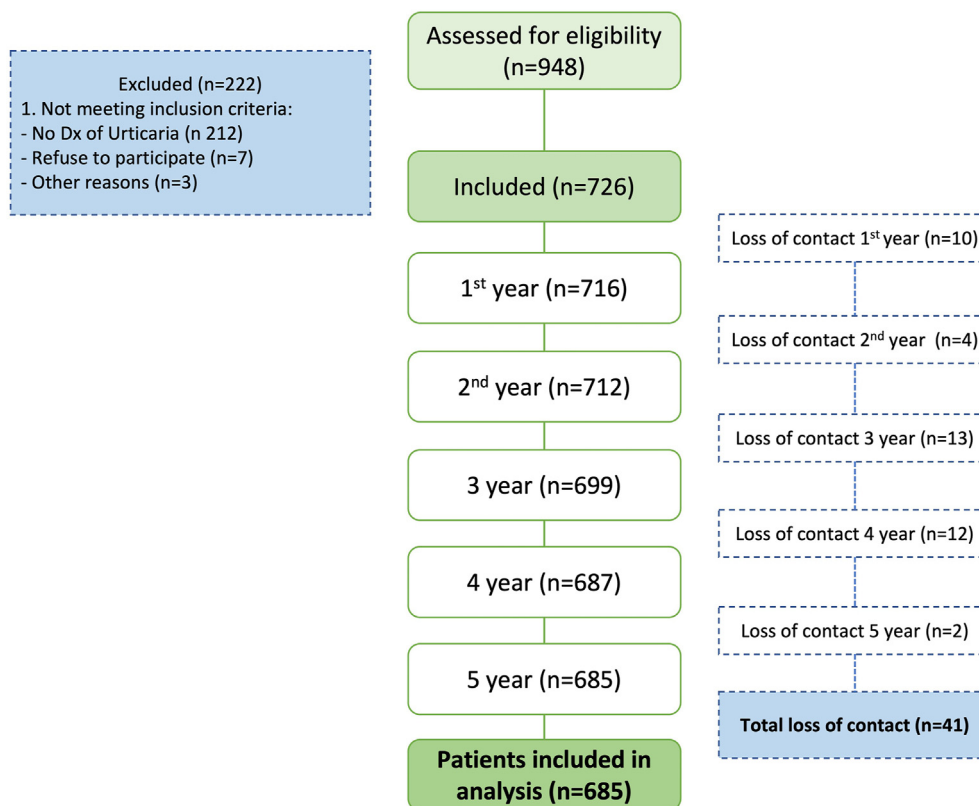 Assessed for eligibility
(n=948)
Excluded (n=222)
1. Not meeting inclusion criteria:
- No Dx of Urticaria (n 212)
- Refuse to participate (n=7)
- Other reasons (n=3)
Included (n=726)
Loss of contact 1st year (n=10)
1st year (n=716)
Loss of contact 2nd year (n=4)
2nd year (n=712)
Loss of contact 3 year (n=13)
3 year (n=699)
Loss of contact 4 year (n=12)
4 year (n=687)
Loss of contact 5 year (n=2)
5 year (n=685)
Total loss of contact (n=41)
Patients included in
analysis (n=685)